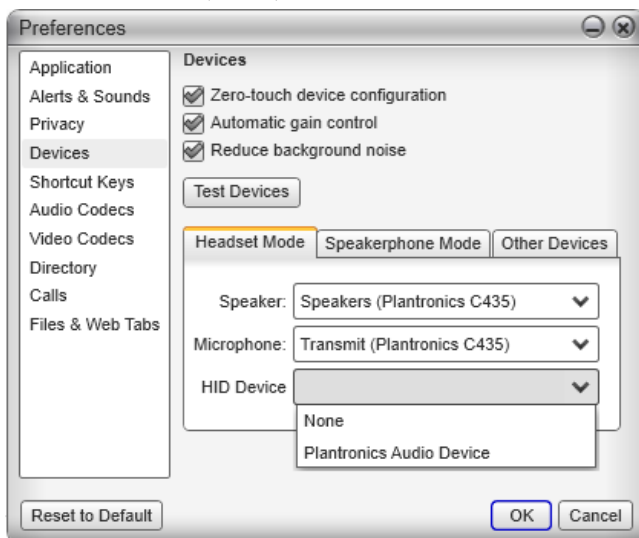 Preferences
Application
Alerts & Sounds
Privacy
Devices
Shortcut Keys
Audio Codecs
Video Codecs
Directory
Calls
Files & Web Tabs
Devices
Zero-touch device configuration
Automatic gain control
Reduce background noise
Test Devices
Headset Mode Speakerphone Mode Other Devices
Speaker: Speakers (Plantronics C435)
Microphone: Transmit (Plantronics C435)
HID Device
None
Plantronics Audio Device
Reset to Default OK Cancel